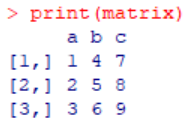 > print(matrix)
     a b c
[1,] 1 4 7
[2,] 2 5 8
[3,] 3 6 9